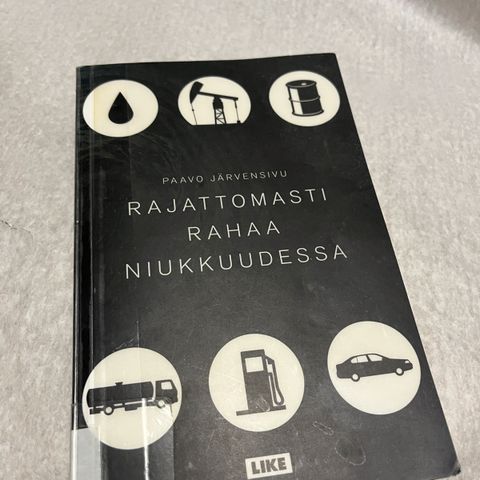 PAAVO JÄRVENSIVU
RAJATTOMASTI
RAHAA
NIUKKUUDESSA
LIKE